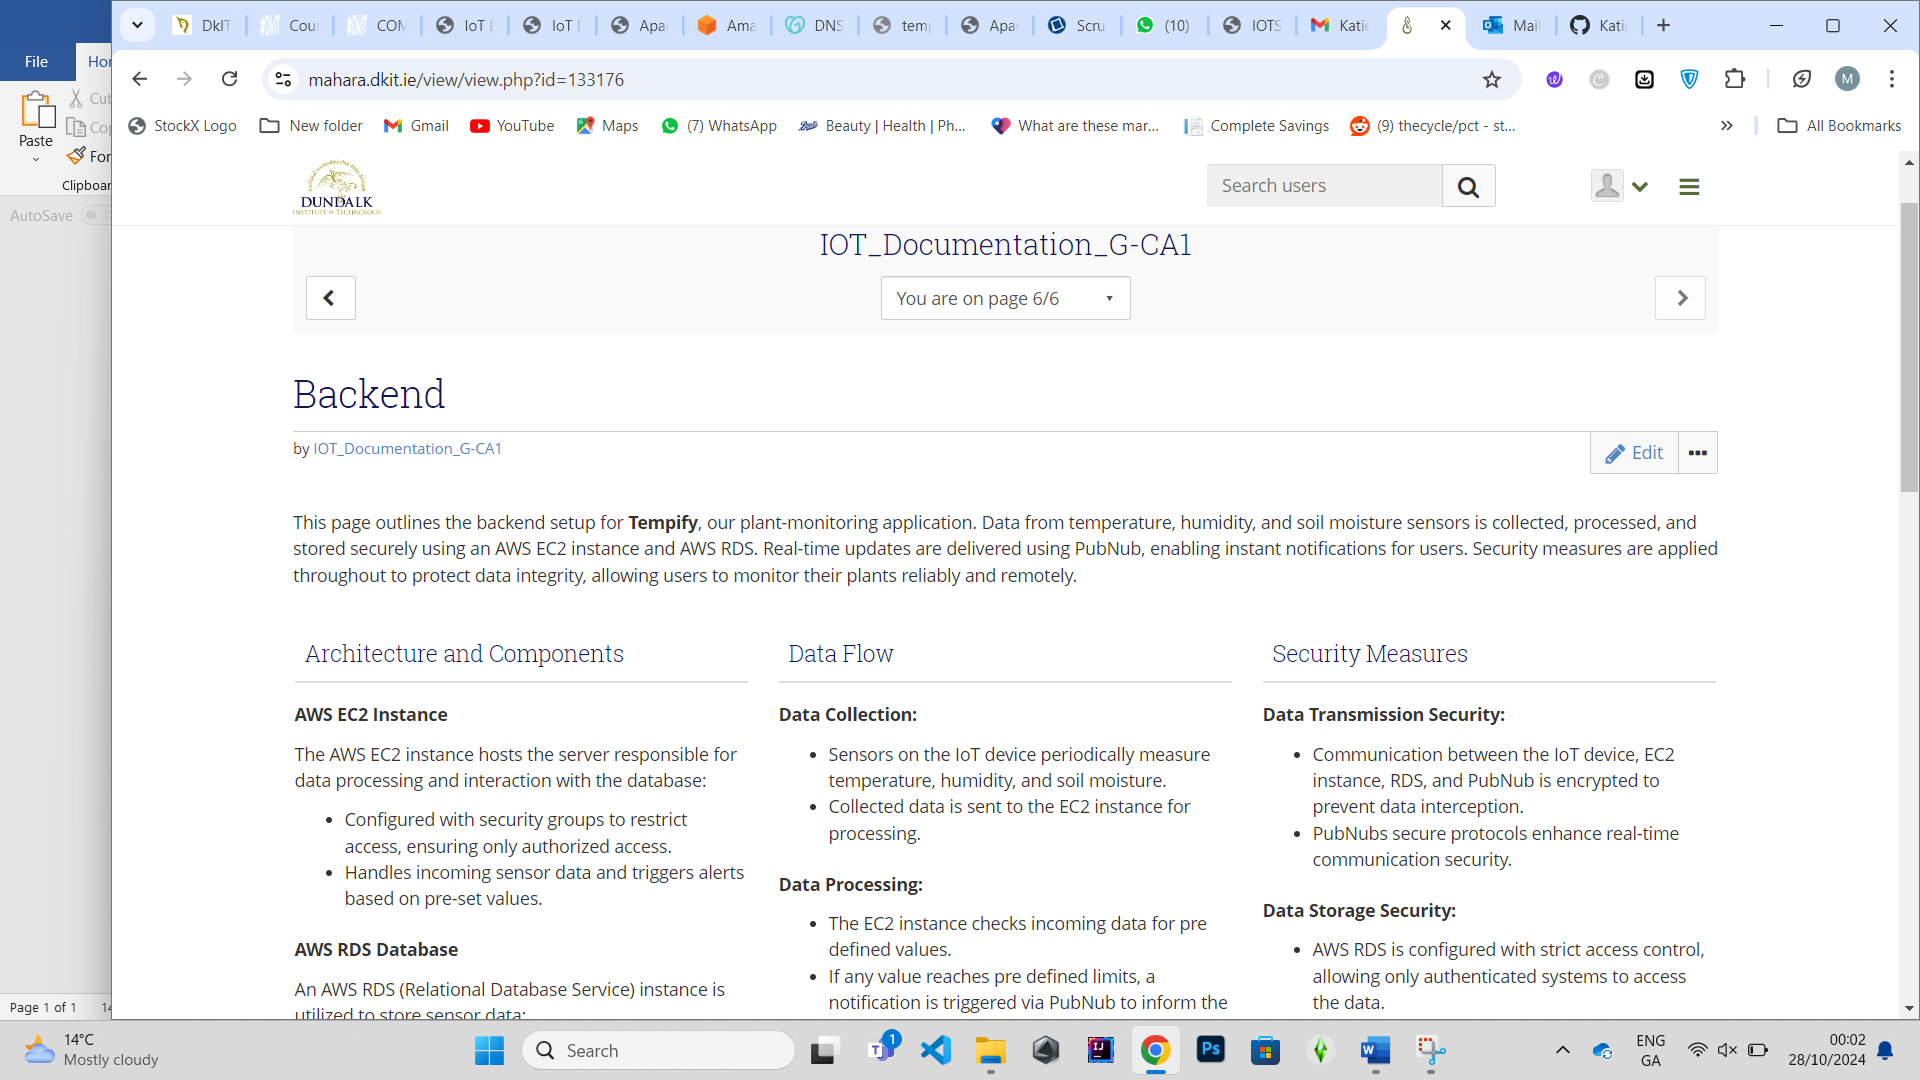 DkIT
Cour
COM
IoT D
IoT D
Apac
Ama
DNS
temp
Apac
Scru
(10)
IOTS
Katie
Mail
Katie
File
Hor
mahara.dkit.ie/view/view.php?id=133176
M
Cut
Cop
Paste
For
Clipboar
AutoSave
StockX Logo
New folder
Gmail
YouTube
Maps
(7) WhatsApp
Beauty | Health | Ph...
What are these mar...
Complete Savings
(9) thecycle/pct - st...
All Bookmarks
DUNDALK
INSTITUTE OF TECHNOLOGY
Search users
IOT_Documentation_G-CA1
You are on page 6/6
Backend
by IOT_Documentation_G-CA1
Edit
This page outlines the backend setup for Tempify, our plant-monitoring application. Data from temperature, humidity, and soil moisture sensors is collected, processed, and
stored securely using an AWS EC2 instance and AWS RDS. Real-time updates are delivered using PubNub, enabling instant notifications for users. Security measures are applied
throughout to protect data integrity, allowing users to monitor their plants reliably and remotely.
Architecture and Components
AWS EC2 Instance
The AWS EC2 instance hosts the server responsible for
data processing and interaction with the database:
• Configured with security groups to restrict
access, ensuring only authorized access.
• Handles incoming sensor data and triggers alerts
based on pre-set values.
AWS RDS Database
An AWS RDS (Relational Database Service) instance is
utilized to store sensor data:
Data Flow
Data Collection:
• Sensors on the IoT device periodically measure
temperature, humidity, and soil moisture.
• Collected data is sent to the EC2 instance for
processing.
Data Processing:
• The EC2 instance checks incoming data for pre
defined values.
• If any value reaches pre defined limits, a
notification is triggered via PubNub to inform the
Security Measures
Data Transmission Security:
• Communication between the IoT device, EC2
instance, RDS, and PubNub is encrypted to
prevent data interception.
• PubNubs secure protocols enhance real-time
communication security.
Data Storage Security:
• AWS RDS is configured with strict access control,
allowing only authenticated systems to access
the data.
Page 1 of 1
14°C
Mostly cloudy
Search
1
IJ
Ps
ENG
GA
00:02
28/10/2024